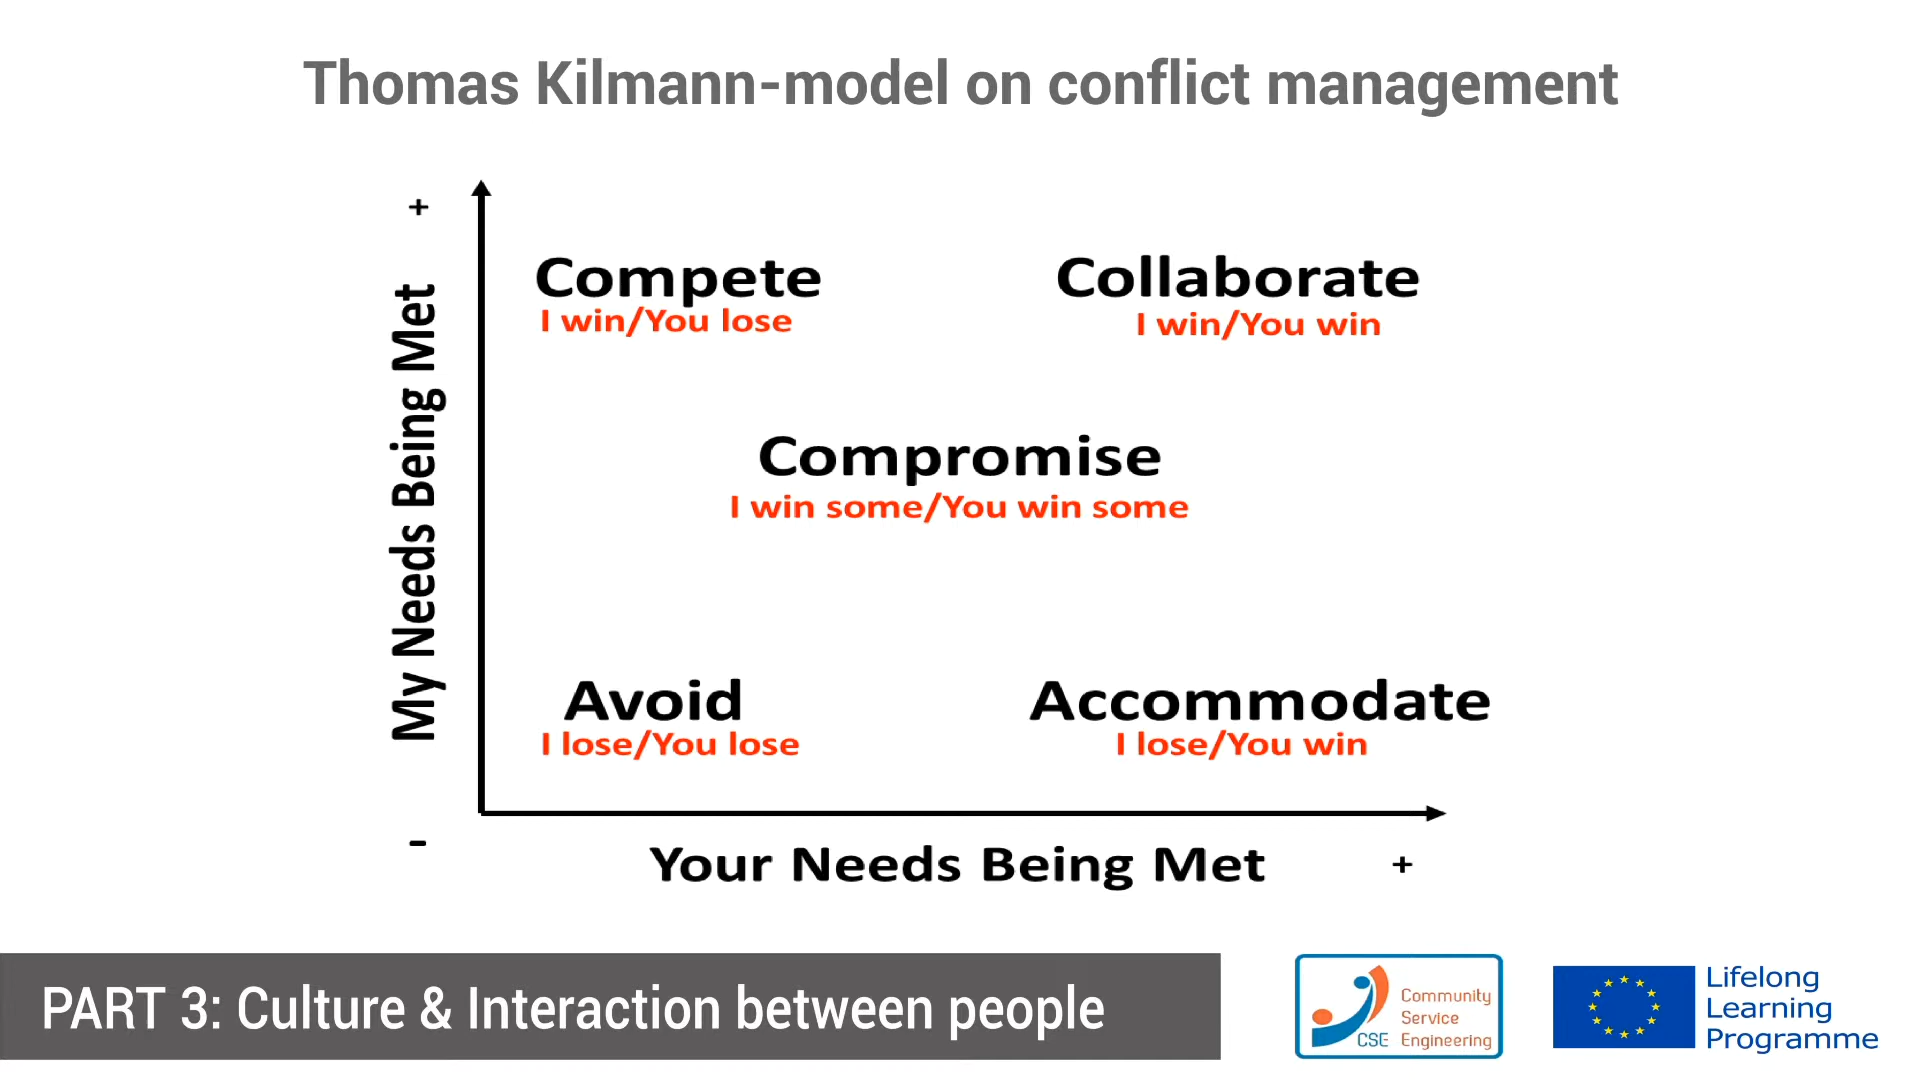 Thomas Kilmann-model on conflict management
+
My Needs Being Met
-
Compete
I win/You lose
Collaborate
I win/You win
Compromise
I win some/You win some
Avoid
I lose/You lose
Accommodate
I lose/You win
Your Needs Being Met
+
PART 3: Culture & Interaction between people
CSE
Community
Service
Engineering
Lifelong
Learning
Programme